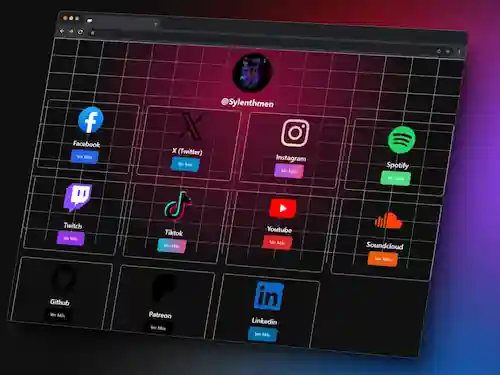 @Sylenthmen
Facebook
Ver Más
X (Twitter)
Ver Más
Instagram
Ver Más
Spotify
Ver Más
Twitch
Ver Más
Tiktok
Ver Más
Youtube
Ver Más
Soundcloud
Ver Más
Github
Ver Más
Patreon
Ver Más
Linkedin
Ver Más